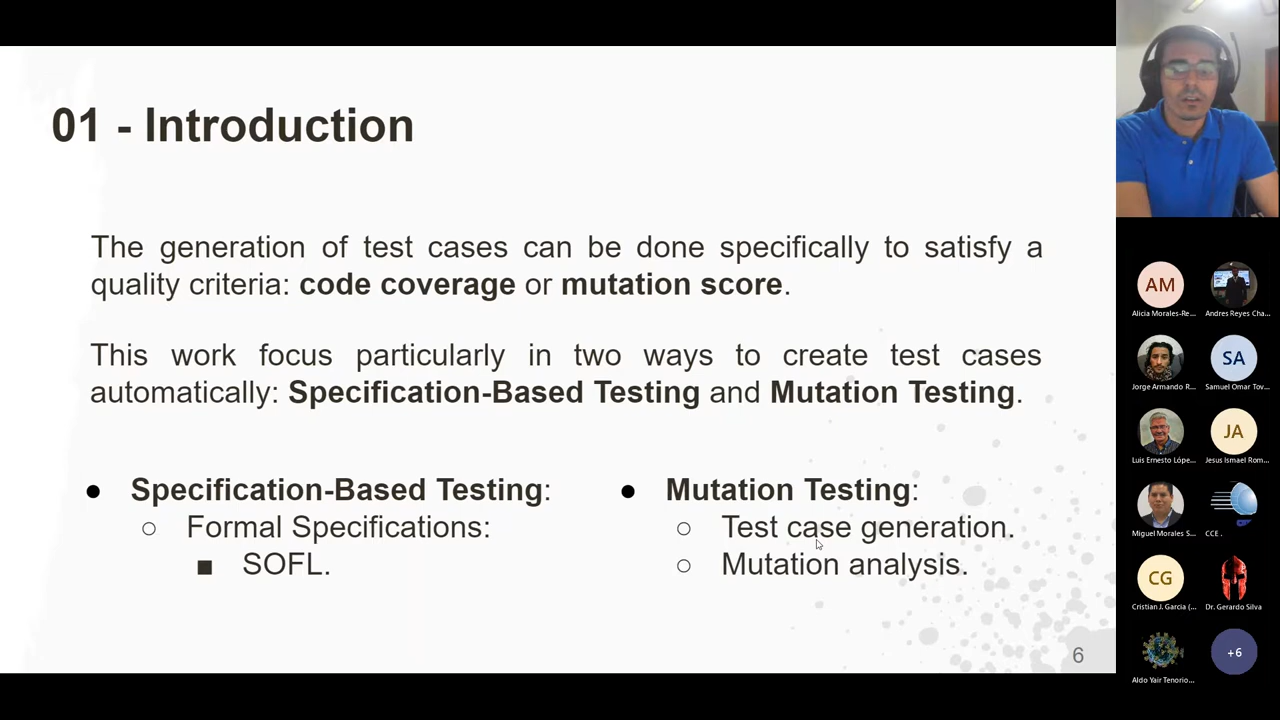 01 - Introduction
The generation of test cases can be done specifically to satisfy a
quality criteria: code coverage or mutation score.
This work focus particularly in two ways to create test cases
automatically: Specification-Based Testing and Mutation Testing.
● Specification-Based Testing:
○ Formal Specifications:
■ SOFL.
● Mutation Testing:
○ Test case generation.
○ Mutation analysis.
6
AM
Alicia Morales-Re...
Andres Reyes Cha...
Jorge Armando R...
SA
Samuel Omar Tov...
Luis Ernesto Lópe...
JA
Jesus Ismael Rom...
Miguel Morales S...
CCE .
CG
Cristian J. Garcia (...
Dr. Gerardo Silva
Aldo Yair Tenorio...
+6